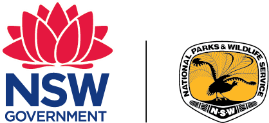 NSW
GOVERNMENT
NATIONAL PARKS & WILDLIFE SERVICE
N·S·W